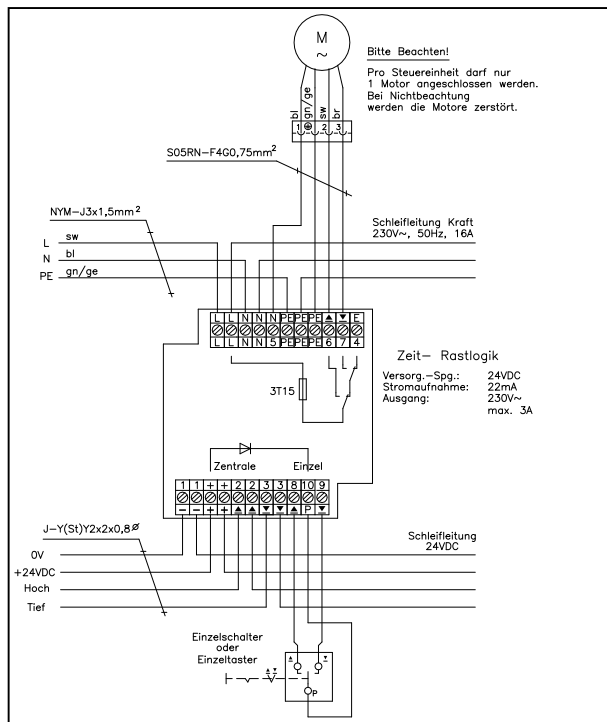 M
~
Bitte Beachten!
Pro Steuereinheit darf nur
1 Motor angeschlossen werden.
Bei Nichtbeachtung
werden die Motore zerstört.
bl gn/ge sw br
1 2 3
S05RN-F4G0,75mm²
NYM-J3x1,5mm²
Schleifleitung Kraft
230V~, 50Hz, 16A
L sw
N bl
PE gn/ge
L L N N N PE PE PE ▲ ▼ E
L L N N 5 PE PE PE 6 7 4
Zeit- Rastlogik
Versorg.-Spg.: 24VDC
Stromaufnahme: 22mA
Ausgang: 230V~
max. 3A
3T15
Zentrale Einzel
1 1 + + 2 2 3 3 8 10 9
− − + + ▲ ▲ ▼ ▼ ▲ P ▼
J-Y(St)Y2x2x0,8⌀
Schleifleitung
24VDC
0V
+24VDC
Hoch
Tief
Einzelschalter
oder
Einzeltaster
▲ ▼
▲ ▼
P